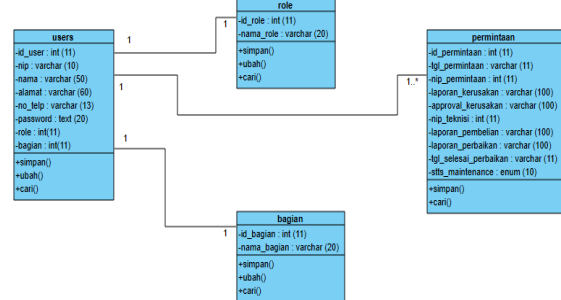 users
-id_user : int (11)
-nip : varchar (10)
-nama : varchar (50)
-alamat : varchar (60)
-no_telp : varchar (13)
-password : text (20)
-role : int(11)
-bagian : int(11)
+simpan()
+ubah()
+cari()
1
1
1
role
-id_role : int (11)
-nama_role : varchar (20)
+simpan()
+ubah()
+cari()
1
bagian
-id_bagian : int (11)
-nama_bagian : varchar (20)
+simpan()
+ubah()
+cari()
1
permintaan
-id_permintaan : int (11)
-tgl_permintaan : varchar (11)
-nip_permintaan : int (11)
-laporan_kerusakan : varchar (100)
-approval_kerusakan : varchar (100)
-nip_teknisi : int (11)
-laporan_pembelian : varchar (100)
-laporan_perbaikan : varchar (100)
-tgl_selesai_perbaikan : varchar (11)
-stts_maintenance : enum (10)
+simpan()
+cari()
1..*